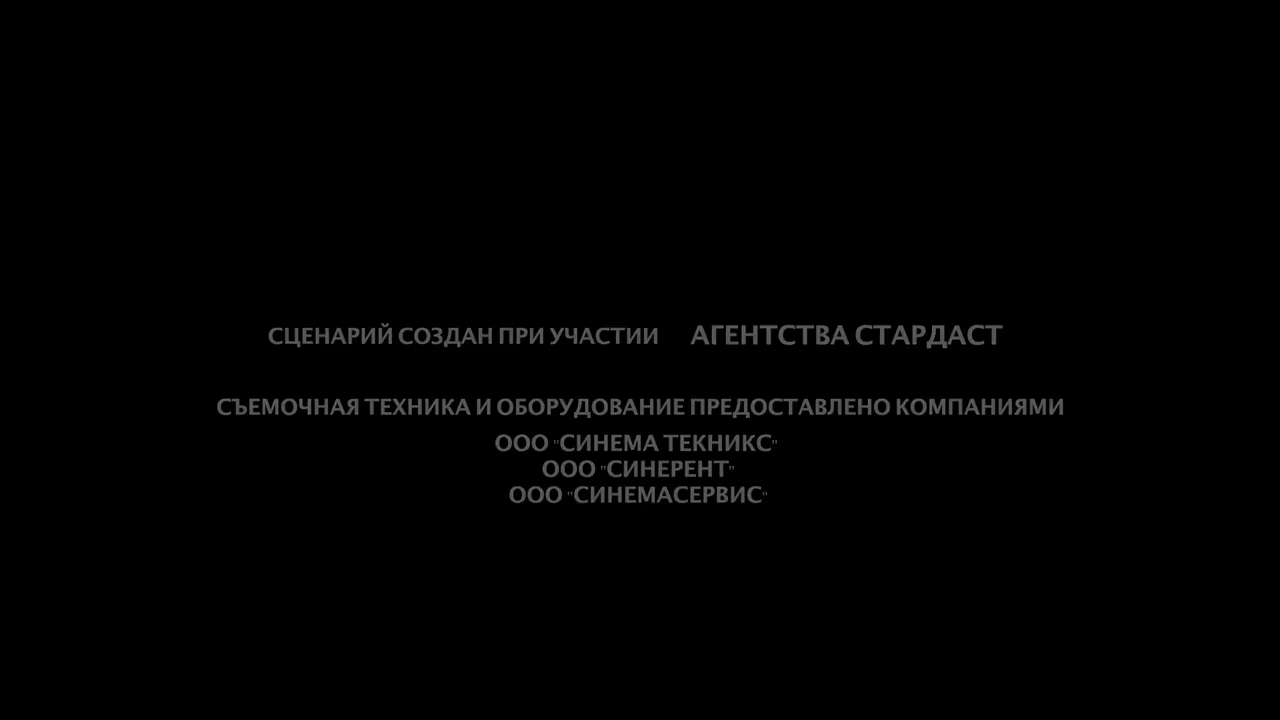 СЦЕНАРИЙ СОЗДАН ПРИ УЧАСТИИ АГЕНТСТВА СТАРДАСТ
СЪЕМОЧНАЯ ТЕХНИКА И ОБОРУДОВАНИЕ ПРЕДОСТАВЛЕНО КОМПАНИЯМИ
ООО "СИНЕМА ТЕКНИКС"
ООО "СИНЕРЕНТ"
ООО "СИНЕМАСЕРВИС"